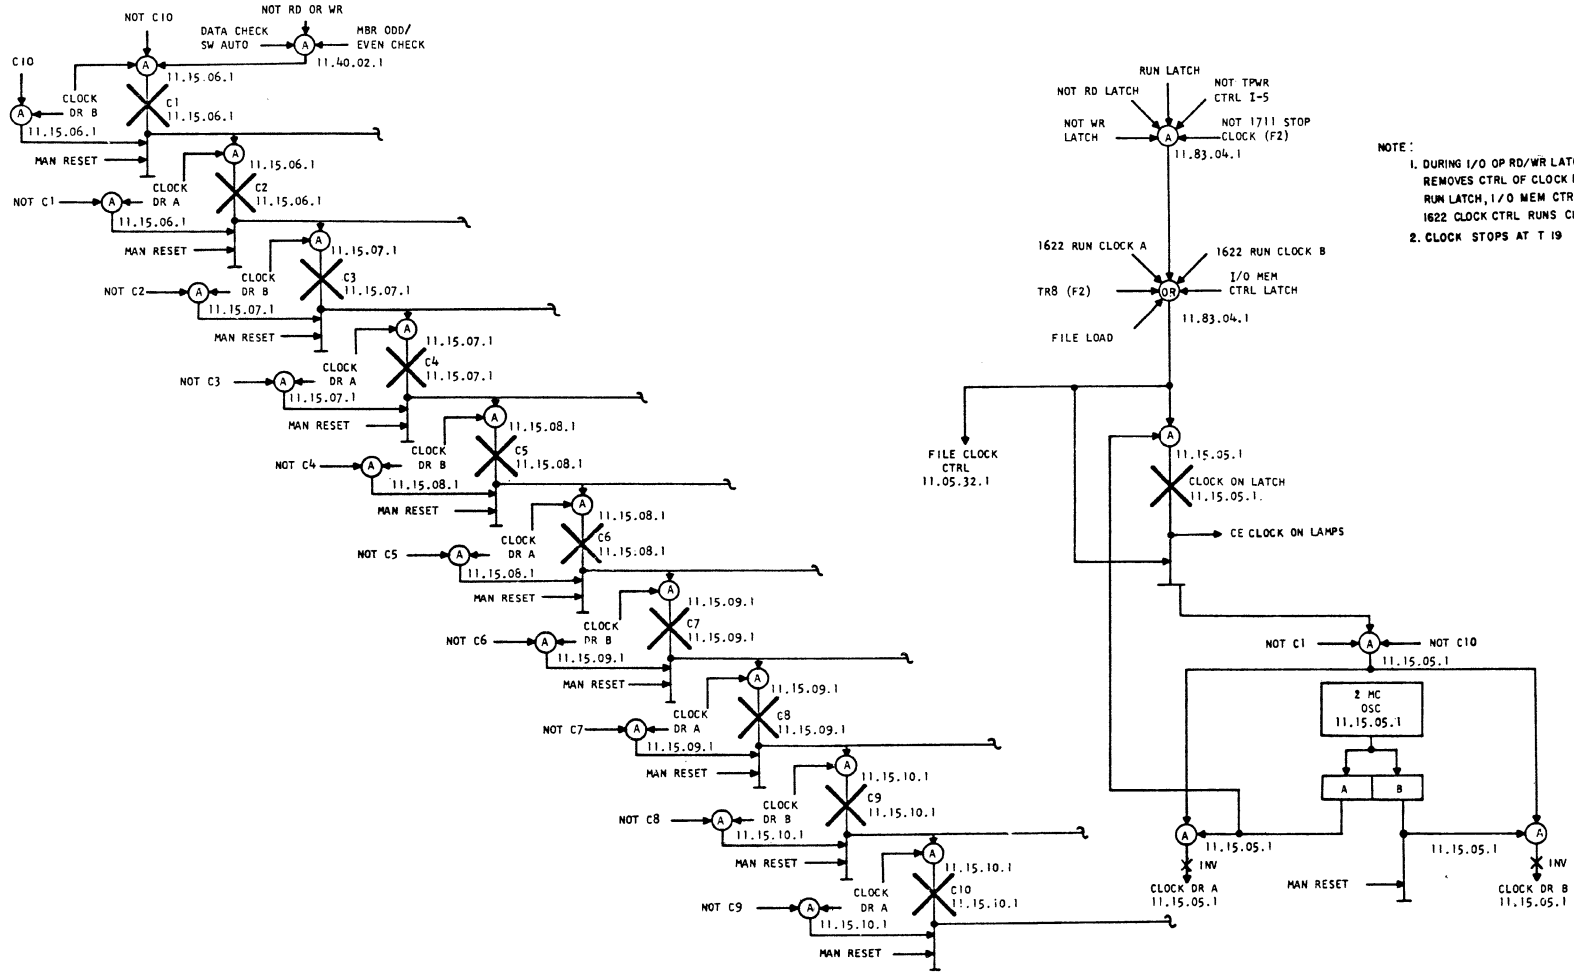 NOT RD OR WR
NOT C10
DATA CHECK
SW AUTO
MBR ODD/
EVEN CHECK
A
11.40.02.1
C10
A
11.15.06.1
CLOCK
DR B
C1
11.15.06.1
A
11.15.06.1
MAN RESET
A
11.15.06.1
CLOCK
DR A
C2
11.15.06.1
NOT C1
A
11.15.06.1
MAN RESET
A
11.15.07.1
CLOCK
DR B
C3
11.15.07.1
NOT C2
A
11.15.07.1
MAN RESET
A
11.15.07.1
CLOCK
DR A
C4
11.15.07.1
NOT C3
A
11.15.07.1
MAN RESET
A
11.15.08.1
CLOCK
DR B
C5
11.15.08.1
NOT C4
A
11.15.08.1
MAN RESET
A
11.15.08.1
CLOCK
DR A
C6
11.15.08.1
NOT C5
A
11.15.08.1
MAN RESET
A
11.15.09.1
CLOCK
DR B
C7
11.15.09.1
NOT C6
A
11.15.09.1
MAN RESET
A
11.15.09.1
CLOCK
DR A
C8
11.15.09.1
NOT C7
A
11.15.09.1
MAN RESET
A
11.15.10.1
CLOCK
DR B
C9
11.15.10.1
NOT C8
A
11.15.10.1
MAN RESET
A
11.15.10.1
CLOCK
DR A
C10
11.15.10.1
NOT C9
A
11.15.10.1
MAN RESET
RUN LATCH
NOT RD LATCH
NOT TPWR
CTRL I-5
NOT WR
LATCH
NOT 1711 STOP
CLOCK (F2)
A
11.83.04.1
1622 RUN CLOCK A
1622 RUN CLOCK B
TR8 (F2)
I/O MEM
CTRL LATCH
OR
11.83.04.1
FILE LOAD
FILE CLOCK
CTRL
11.05.32.1
A
11.15.05.1
CLOCK ON LATCH
11.15.05.1.
CE CLOCK ON LAMPS
NOT C1
A
NOT C10
11.15.05.1
2 MC
OSC
11.15.05.1
A
B
A
11.15.05.1
INV
CLOCK DR A
11.15.05.1
MAN RESET
A
11.15.05.1
INV
CLOCK DR B
11.15.05.1
NOTE:
1. DURING I/O OP RD/WR
REMOVES CTRL OF CLOCK
RUN LATCH, I/O MEM
1622 CLOCK CTRL RUNS
2. CLOCK STOPS AT T 19